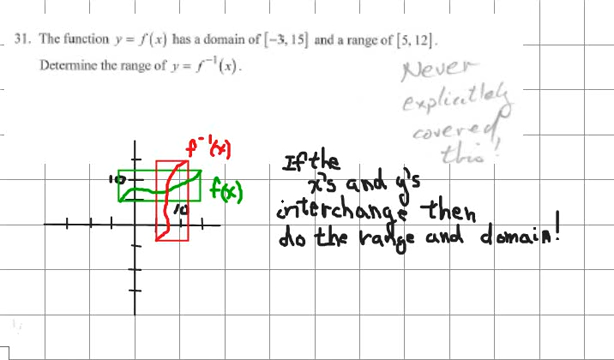 31. The function y = f(x) has a domain of [-3, 15] and a range of [5, 12].
Determine the range of y = f⁻¹(x).
Never
explicitley
covered
this!
f⁻¹(x)
10
f(x)
10
If the
x's and y's
interchange then
do the range and domain!